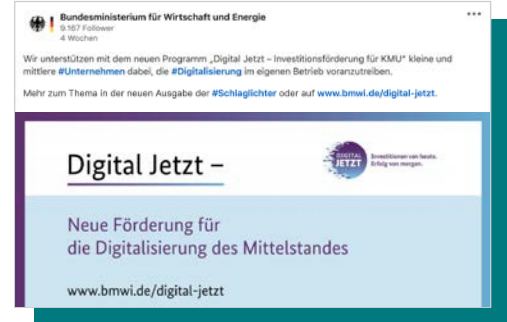 Bundesministerium für Wirtschaft und Energie
9.167 Follower
4 Wochen
Wir unterstützen mit dem neuen Programm „Digital Jetzt – Investitionsförderung für KMU“ kleine und
mittlere #Unternehmen dabei, die #Digitalisierung im eigenen Betrieb voranzutreiben.
Mehr zum Thema in der neuen Ausgabe der #Schlaglichter oder auf www.bmwi.de/digital-jetzt.
Digital Jetzt –
DIGITAL
JETZT
Investitionen von heute.
Erfolg von morgen.
Neue Förderung für
die Digitalisierung des Mittelstandes
www.bmwi.de/digital-jetzt